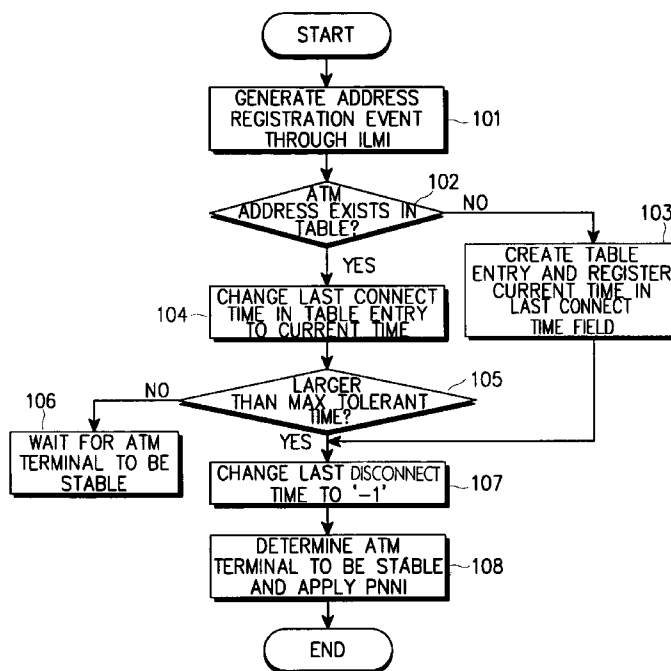 START
GENERATE ADDRESS
REGISTRATION EVENT
THROUGH ILMI
101
ATM
ADDRESS EXISTS IN
TABLE?
102
NO
YES
103
CREATE TABLE
ENTRY AND REGISTER
CURRENT TIME IN
LAST CONNECT
TIME FIELD
104
CHANGE LAST CONNECT
TIME IN TABLE ENTRY
TO CURRENT TIME
LARGER
THAN MAX TOLERANT
TIME?
105
NO
YES
106
WAIT FOR ATM
TERMINAL TO BE
STABLE
CHANGE LAST DISCONNECT
TIME TO '-1'
107
DETERMINE ATM
TERMINAL TO BE STABLE
AND APPLY PNNI
108
END